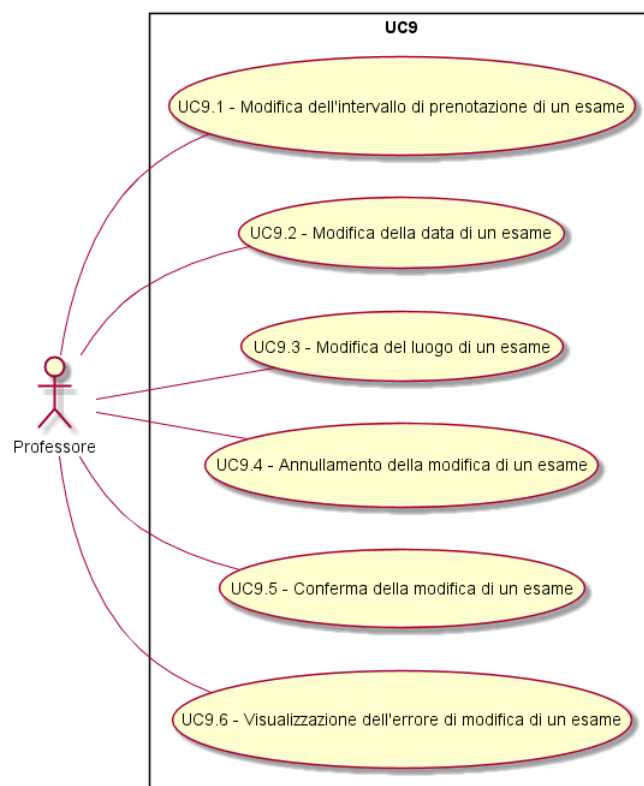 UC9
UC9.1 - Modifica dell'intervallo di prenotazione di un esame
UC9.2 - Modifica della data di un esame
UC9.3 - Modifica del luogo di un esame
Professore
UC9.4 - Annullamento della modifica di un esame
UC9.5 - Conferma della modifica di un esame
UC9.6 - Visualizzazione dell'errore di modifica di un esame